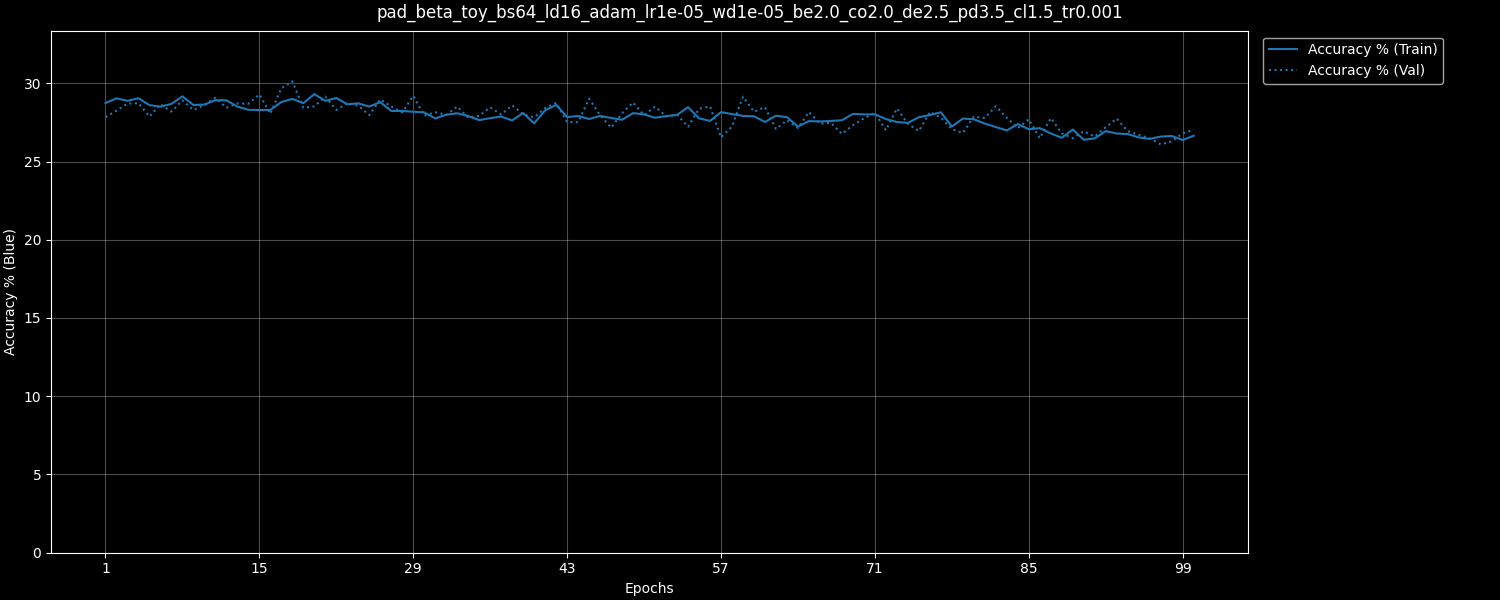 pad_beta_toy_bs64_ld16_adam_lr1e-05_wd1e-05_be2.0_co2.0_de2.5_pd3.5_cl1.5_tr0.001
Accuracy % (Train)
Accuracy % (Val)
Accuracy % (Blue)
30
25
20
15
10
5
0
1 15 29 43 57 71 85 99
Epochs